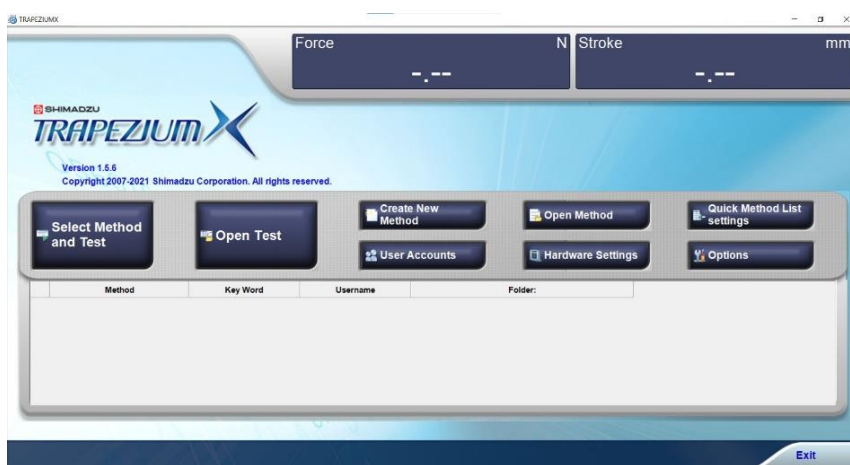 TRAPEZIUMX
Force N Stroke mm
-.-- -.--
SHIMADZU
TRAPEZIUM X
Version 1.5.6
Copyright 2007-2021 Shimadzu Corporation. All rights reserved.
Select Method
and Test
Open Test
Create New
Method
Open Method
Quick Method List
settings
User Accounts
Hardware Settings
Options
Method Key Word Username Folder:
Exit